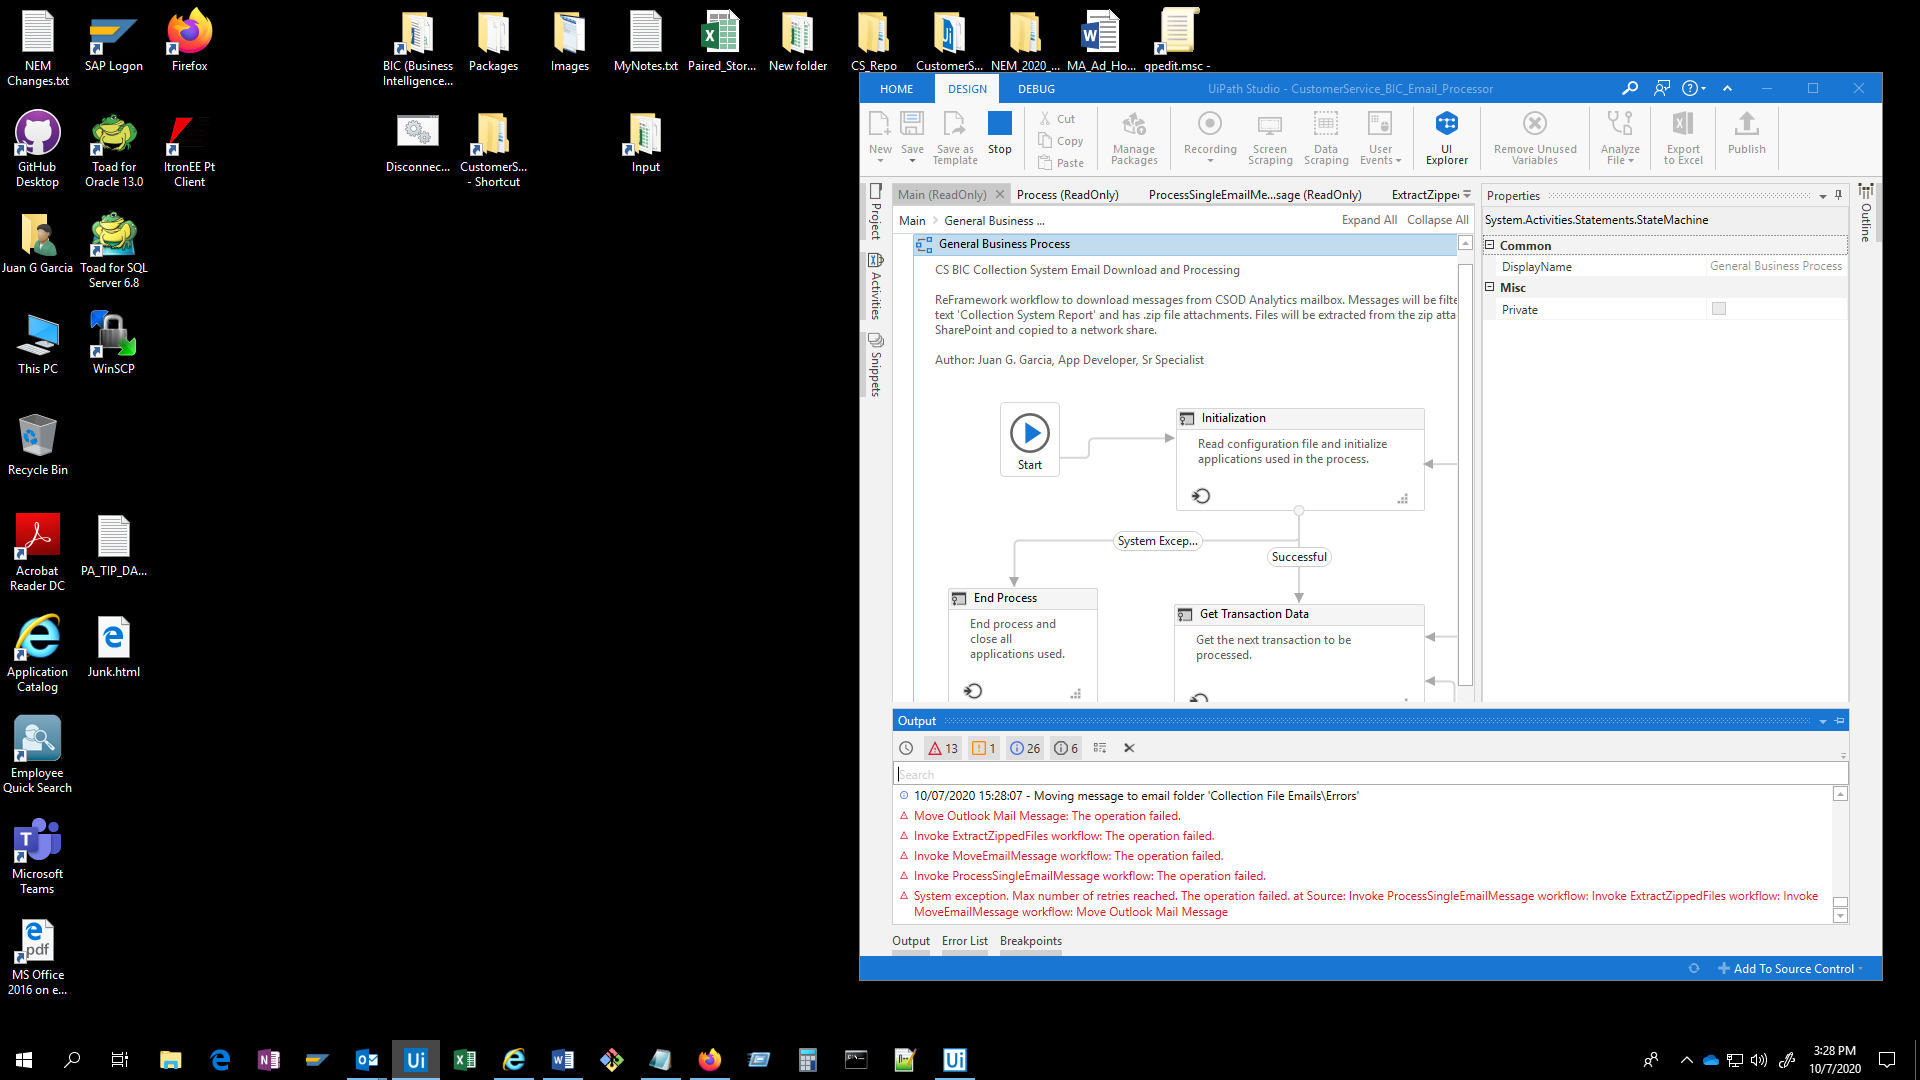 NEM
Changes.txt
SAP Logon
Firefox
BIC (Business
Intelligence...
Packages
Images
MyNotes.txt
Paired_Stor...
New folder
CS_Repo
CustomerS...
NEM_2020_...
MA_Ad_Ho...
gpedit.msc -
GitHub
Desktop
Toad for
Oracle 13.0
ItronEE Pt
Client
Disconnec...
CustomerS...
- Shortcut
Input
Juan G Garcia
Toad for SQL
Server 6.8
This PC
WinSCP
Recycle Bin
Acrobat
Reader DC
PA_TIP_DA...
Application
Catalog
Junk.html
Employee
Quick Search
Microsoft
Teams
pdf
MS Office
2016 on e...
HOME
DESIGN
DEBUG
UiPath Studio - CustomerService_BIC_Email_Processor
New
Save
Save as
Template
Stop
Cut
Copy
Paste
Manage
Packages
Recording
Screen
Scraping
Data
Scraping
User
Events
UI
Explorer
Remove Unused
Variables
Analyze
File
Export
to Excel
Publish
Project
Activities
Snippets
Main (ReadOnly)
Process (ReadOnly)
ProcessSingleEmailMe...sage (ReadOnly)
ExtractZippe
Main > General Business ...
Expand All
Collapse All
General Business Process
CS BIC Collection System Email Download and Processing
ReFramework workflow to download messages from CSOD Analytics mailbox. Messages will be filte
text 'Collection System Report' and has .zip file attachments. Files will be extracted from the zip atta
SharePoint and copied to a network share.
Author: Juan G. Garcia, App Developer, Sr Specialist
Start
Initialization
Read configuration file and initialize
applications used in the process.
System Excep...
Successful
End Process
End process and
close all
applications used.
Get Transaction Data
Get the next transaction to be
processed.
Properties
System.Activities.Statements.StateMachine
Common
DisplayName
General Business Process
Misc
Private
Outline
Output
13
1
26
6
Search
10/07/2020 15:28:07 - Moving message to email folder 'Collection File Emails\Errors'
Move Outlook Mail Message: The operation failed.
Invoke ExtractZippedFiles workflow: The operation failed.
Invoke MoveEmailMessage workflow: The operation failed.
Invoke ProcessSingleEmailMessage workflow: The operation failed.
System exception. Max number of retries reached. The operation failed. at Source: Invoke ProcessSingleEmailMessage workflow: Invoke ExtractZippedFiles workflow: Invoke
MoveEmailMessage workflow: Move Outlook Mail Message
Output
Error List
Breakpoints
Add To Source Control
Ui
Ui
3:28 PM
10/7/2020